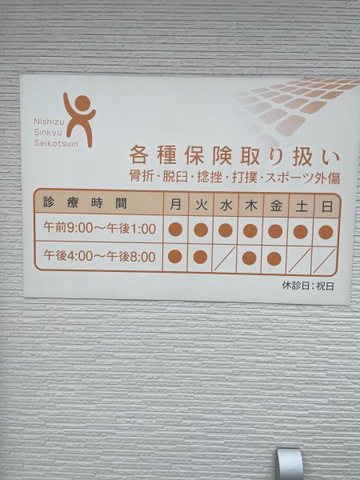 Nishizu
Sinkyu
Seikotsuin
各種保険取り扱い
骨折・脱臼・捻挫・打撲・スポーツ外傷
診療時間 月 火 水 木 金 土 日
午前9:00〜午後1:00 ● ● ● ● ● ● ●
午後4:00〜午後8:00 ● ● ／ ● ● ／ ／
休診日：祝日